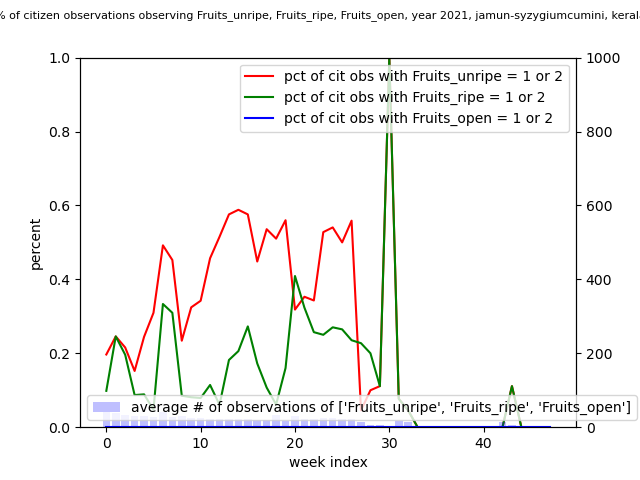 % of citizen observations observing Fruits_unripe, Fruits_ripe, Fruits_open, year 2021, jamun-syzygiumcumini,
1.0
0.8
0.6
0.4
0.2
0.0
percent
1000
800
600
400
200
0
pct of cit obs with Fruits_unripe = 1 or 2
pct of cit obs with Fruits_ripe = 1 or 2
pct of cit obs with Fruits_open = 1 or 2
average # of observations of ['Fruits_unripe', 'Fruits_ripe', 'Fruits_open']
0 10 20 30 40
week index